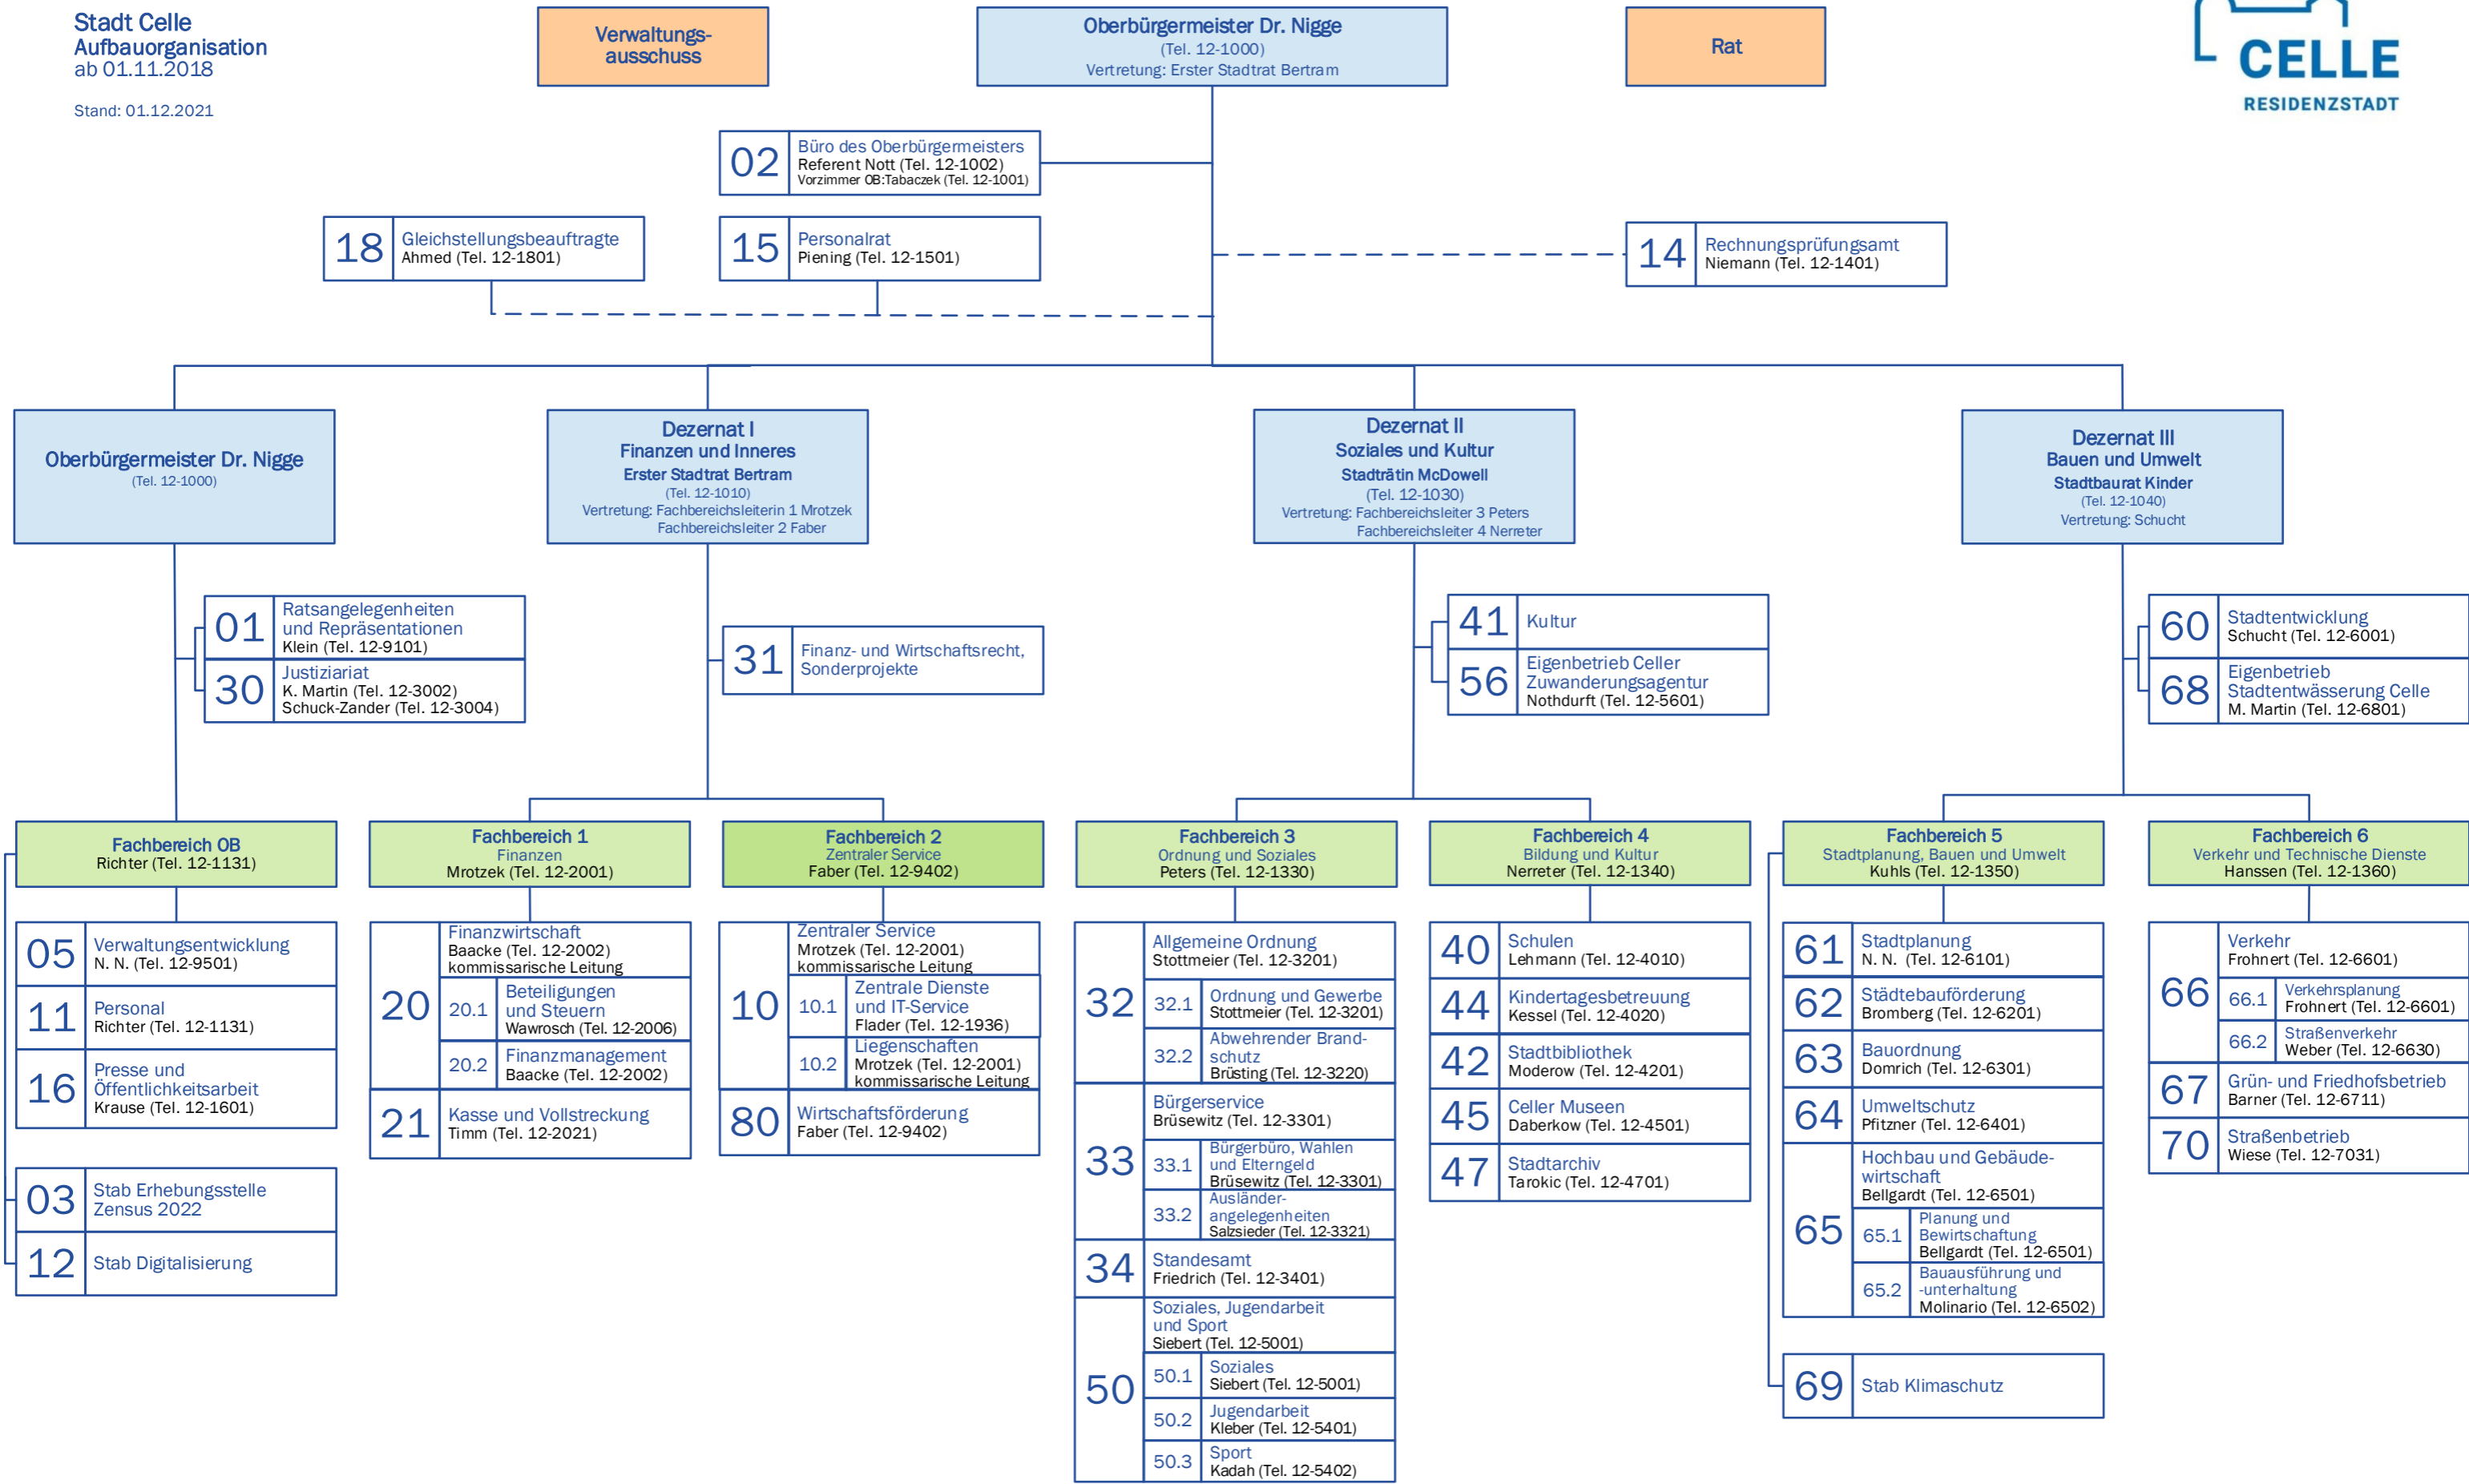 Stadt Celle
Aufbauorganisation
ab 01.11.2018
Stand: 01.12.2021
Verwaltungs-
ausschuss
Oberbürgermeister Dr. Nigge
(Tel. 12-1000)
Vertretung: Erster Stadtrat Bertram
Rat
CELLE
RESIDENZSTADT
02
Büro des Oberbürgermeisters
Referent Nott (Tel. 12-1002)
Vorzimmer OB:Tabaczek (Tel. 12-1001)
18
Gleichstellungsbeauftragte
Ahmed (Tel. 12-1801)
15
Personalrat
Piening (Tel. 12-1501)
14
Rechnungsprüfungsamt
Niemann (Tel. 12-1401)
Oberbürgermeister Dr. Nigge
(Tel. 12-1000)
Dezernat I
Finanzen und Inneres
Erster Stadtrat Bertram
(Tel. 12-1010)
Vertretung: Fachbereichsleiterin 1 Mrotzek
Fachbereichsleiter 2 Faber
Dezernat II
Soziales und Kultur
Stadträtin McDowell
(Tel. 12-1030)
Vertretung: Fachbereichsleiter 3 Peters
Fachbereichsleiter 4 Nerreter
Dezernat III
Bauen und Umwelt
Stadtbaurat Kinder
(Tel. 12-1040)
Vertretung: Schucht
01
Ratsangelegenheiten
und Repräsentationen
Klein (Tel. 12-9101)
30
Justiziariat
K. Martin (Tel. 12-3002)
Schuck-Zander (Tel. 12-3004)
31
Finanz- und Wirtschaftsrecht,
Sonderprojekte
41
Kultur
56
Eigenbetrieb Celler
Zuwanderungsagentur
Nothdurft (Tel. 12-5601)
60
Stadtentwicklung
Schucht (Tel. 12-6001)
68
Eigenbetrieb
Stadtentwässerung Celle
M. Martin (Tel. 12-6801)
Fachbereich OB
Richter (Tel. 12-1131)
05
Verwaltungsentwicklung
N. N. (Tel. 12-9501)
11
Personal
Richter (Tel. 12-1131)
16
Presse und
Öffentlichkeitsarbeit
Krause (Tel. 12-1601)
03
Stab Erhebungsstelle
Zensus 2022
12
Stab Digitalisierung
Fachbereich 1
Finanzen
Mrotzek (Tel. 12-2001)
20
Finanzwirtschaft
Baacke (Tel. 12-2002)
kommissarische Leitung
20.1
Beteiligungen
und Steuern
Wawrosch (Tel. 12-2006)
20.2
Finanzmanagement
Baacke (Tel. 12-2002)
21
Kasse und Vollstreckung
Timm (Tel. 12-2021)
Fachbereich 2
Zentraler Service
Faber (Tel. 12-9402)
10
Zentraler Service
Mrotzek (Tel. 12-2001)
kommissarische Leitung
10.1
Zentrale Dienste
und IT-Service
Flader (Tel. 12-1936)
10.2
Liegenschaften
Mrotzek (Tel. 12-2001)
kommissarische Leitung
80
Wirtschaftsförderung
Faber (Tel. 12-9402)
Fachbereich 3
Ordnung und Soziales
Peters (Tel. 12-1330)
32
Allgemeine Ordnung
Stottmeier (Tel. 12-3201)
32.1
Ordnung und Gewerbe
Stottmeier (Tel. 12-3201)
32.2
Abwehrender Brand-
schutz
Brüsting (Tel. 12-3220)
33
Bürgerservice
Brüsewitz (Tel. 12-3301)
33.1
Bürgerbüro, Wahlen
und Elterngeld
Brüsewitz (Tel. 12-3301)
33.2
Ausländer-
angelegenheiten
Salzsieder (Tel. 12-3321)
34
Standesamt
Friedrich (Tel. 12-3401)
50
Soziales, Jugendarbeit
und Sport
Siebert (Tel. 12-5001)
50.1
Soziales
Siebert (Tel. 12-5001)
50.2
Jugendarbeit
Kleber (Tel. 12-5401)
50.3
Sport
Kadah (Tel. 12-5402)
Fachbereich 4
Bildung und Kultur
Nerreter (Tel. 12-1340)
40
Schulen
Lehmann (Tel. 12-4010)
44
Kindertagesbetreuung
Kessel (Tel. 12-4020)
42
Stadtbibliothek
Moderow (Tel. 12-4201)
45
Celler Museen
Daberkow (Tel. 12-4501)
47
Stadtarchiv
Tarokic (Tel. 12-4701)
Fachbereich 5
Stadtplanung, Bauen und Umwelt
Kuhls (Tel. 12-1350)
61
Stadtplanung
N. N. (Tel. 12-6101)
62
Städtebauförderung
Bromberg (Tel. 12-6201)
63
Bauordnung
Domrich (Tel. 12-6301)
64
Umweltschutz
Pfitzner (Tel. 12-6401)
65
Hochbau und Gebäude-
wirtschaft
Bellgardt (Tel. 12-6501)
65.1
Planung und
Bewirtschaftung
Bellgardt (Tel. 12-6501)
65.2
Bauausführung und
-unterhaltung
Molinario (Tel. 12-6502)
69
Stab Klimaschutz
Fachbereich 6
Verkehr und Technische Dienste
Hanssen (Tel. 12-1360)
66
Verkehr
Frohnert (Tel. 12-6601)
66.1
Verkehrsplanung
Frohnert (Tel. 12-6601)
66.2
Straßenverkehr
Weber (Tel. 12-6630)
67
Grün- und Friedhofsbetrieb
Barner (Tel. 12-6711)
70
Straßenbetrieb
Wiese (Tel. 12-7031)